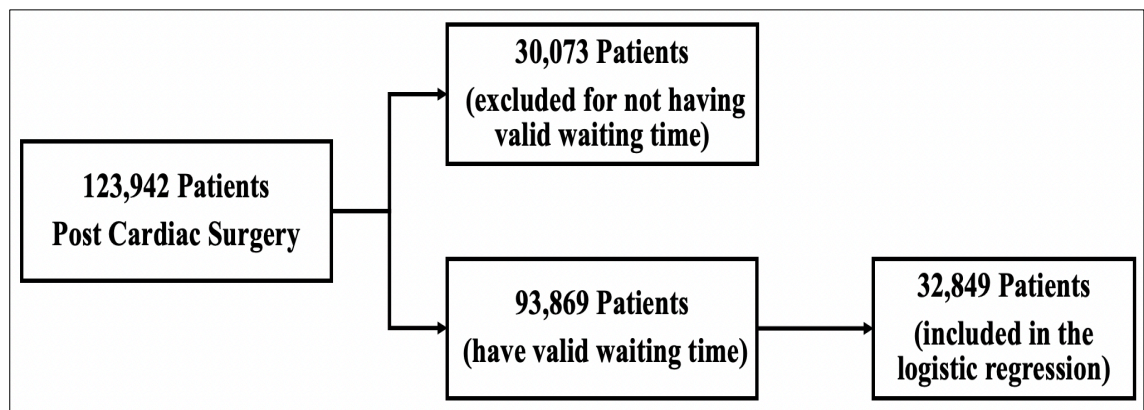 123,942 Patients
Post Cardiac Surgery
30,073 Patients
(excluded for not having
valid waiting time)
93,869 Patients
(have valid waiting time)
32,849 Patients
(included in the
logistic regression)